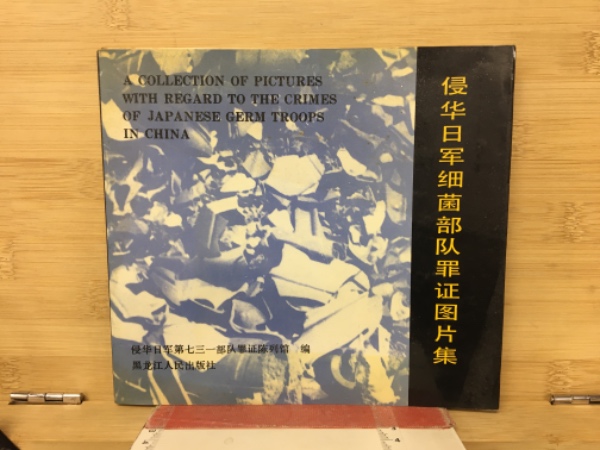 A COLLECTION OF PICTURES
WITH REGARD TO THE CRIMES
OF JAPANESE GERM TROOPS
IN CHINA
侵华日军细菌部队罪证图片集
侵华日军第七三一部队罪证陈列馆 编
黑龙江人民出版社